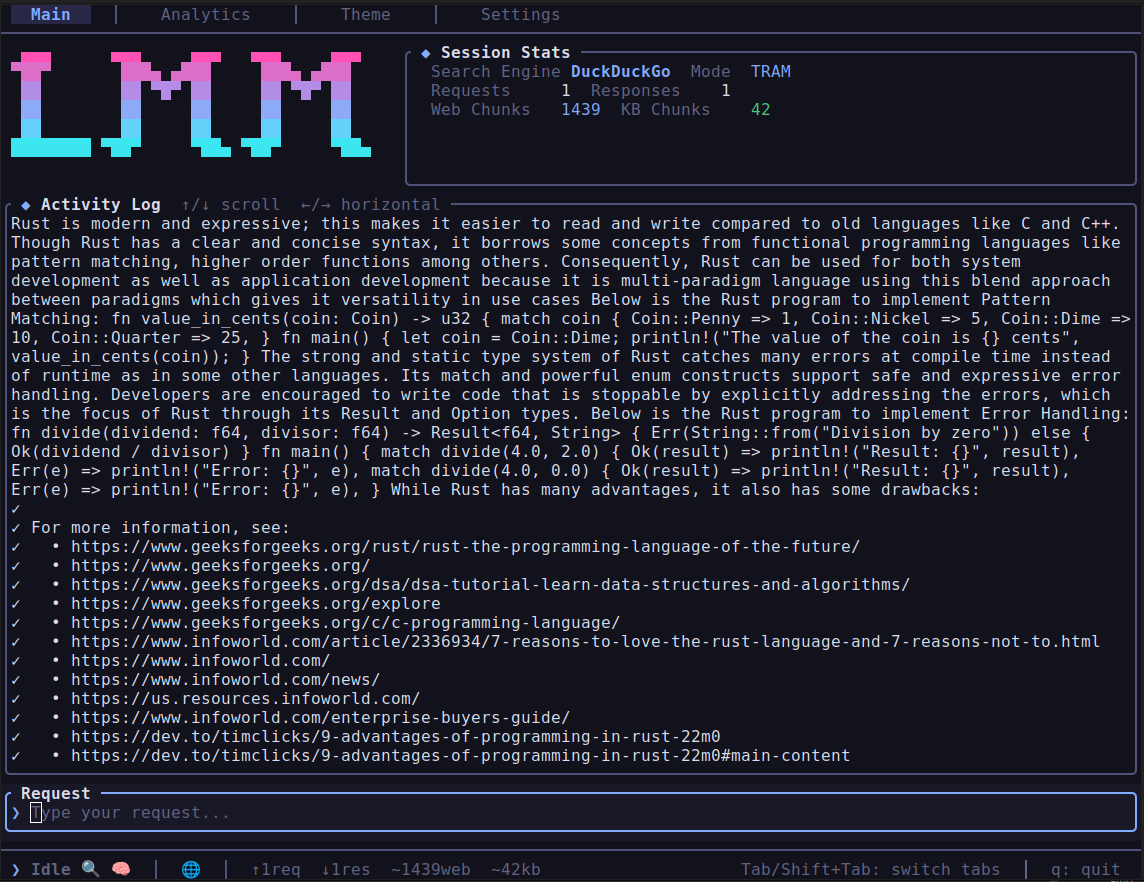 Main | Analytics | Theme | Settings
LMM
◆ Session Stats
Search Engine DuckDuckGo Mode TRAM
Requests 1 Responses 1
Web Chunks 1439 KB Chunks 42
◆ Activity Log ↑/↓ scroll ←/→ horizontal
Rust is modern and expressive; this makes it easier to read and write compared to old languages like C and C++.
Though Rust has a clear and concise syntax, it borrows some concepts from functional programming languages like
pattern matching, higher order functions among others. Consequently, Rust can be used for both system
development as well as application development because it is multi-paradigm language using this blend approach
between paradigms which gives it versatility in use cases Below is the Rust program to implement Pattern
Matching: fn value_in_cents(coin: Coin) -> u32 { match coin { Coin::Penny => 1, Coin::Nickel => 5, Coin::Dime =>
10, Coin::Quarter => 25, } fn main() { let coin = Coin::Dime; println!("The value of the coin is {} cents",
value_in_cents(coin)); } The strong and static type system of Rust catches many errors at compile time instead
of runtime as in some other languages. Its match and powerful enum constructs support safe and expressive error
handling. Developers are encouraged to write code that is stoppable by explicitly addressing the errors, which
is the focus of Rust through its Result and Option types. Below is the Rust program to implement Error Handling:
fn divide(dividend: f64, divisor: f64) -> Result<f64, String> { Err(String::from("Division by zero")) else {
Ok(dividend / divisor) } fn main() { match divide(4.0, 2.0) { Ok(result) => println!("Result: {}", result),
Err(e) => println!("Error: {}", e), match divide(4.0, 0.0) { Ok(result) => println!("Result: {}", result),
Err(e) => println!("Error: {}", e), } While Rust has many advantages, it also has some drawbacks:
✓
✓ For more information, see:
✓ • https://www.geeksforgeeks.org/rust/rust-the-programming-language-of-the-future/
✓ • https://www.geeksforgeeks.org/
✓ • https://www.geeksforgeeks.org/dsa/dsa-tutorial-learn-data-structures-and-algorithms/
✓ • https://www.geeksforgeeks.org/explore
✓ • https://www.geeksforgeeks.org/c/c-programming-language/
✓ • https://www.infoworld.com/article/2336934/7-reasons-to-love-the-rust-language-and-7-reasons-not-to.html
✓ • https://www.infoworld.com/
✓ • https://www.infoworld.com/news/
✓ • https://us.resources.infoworld.com/
✓ • https://www.infoworld.com/enterprise-buyers-guide/
✓ • https://dev.to/timclicks/9-advantages-of-programming-in-rust-22m0
✓ • https://dev.to/timclicks/9-advantages-of-programming-in-rust-22m0#main-content
Request
❯ Type your request...
❯ Idle 🔍 🧠 | 🌐 | ↑1req ↓1res ~1439web ~42kb Tab/Shift+Tab: switch tabs | q: quit